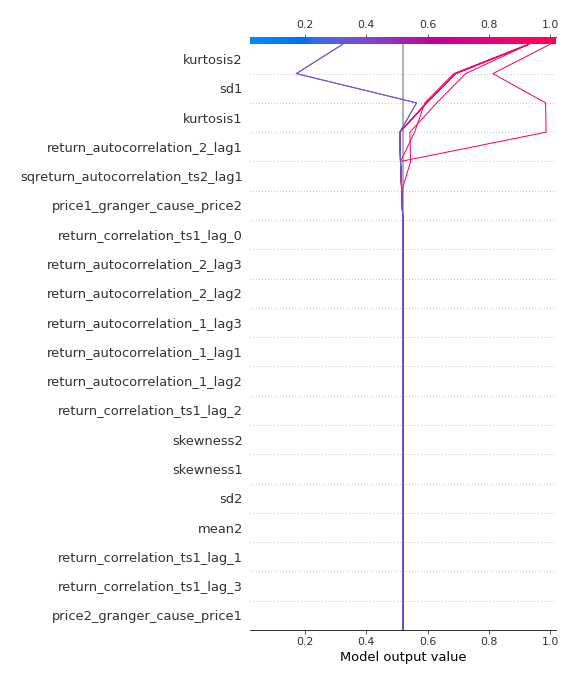 0.2 0.4 0.6 0.8 1.0
kurtosis2
sd1
kurtosis1
return_autocorrelation_2_lag1
sqreturn_autocorrelation_ts2_lag1
price1_granger_cause_price2
return_correlation_ts1_lag_0
return_autocorrelation_2_lag3
return_autocorrelation_2_lag2
return_autocorrelation_1_lag3
return_autocorrelation_1_lag1
return_autocorrelation_1_lag2
return_correlation_ts1_lag_2
skewness2
skewness1
sd2
mean2
return_correlation_ts1_lag_1
return_correlation_ts1_lag_3
price2_granger_cause_price1
0.2 0.4 0.6 0.8 1.0
Model output value